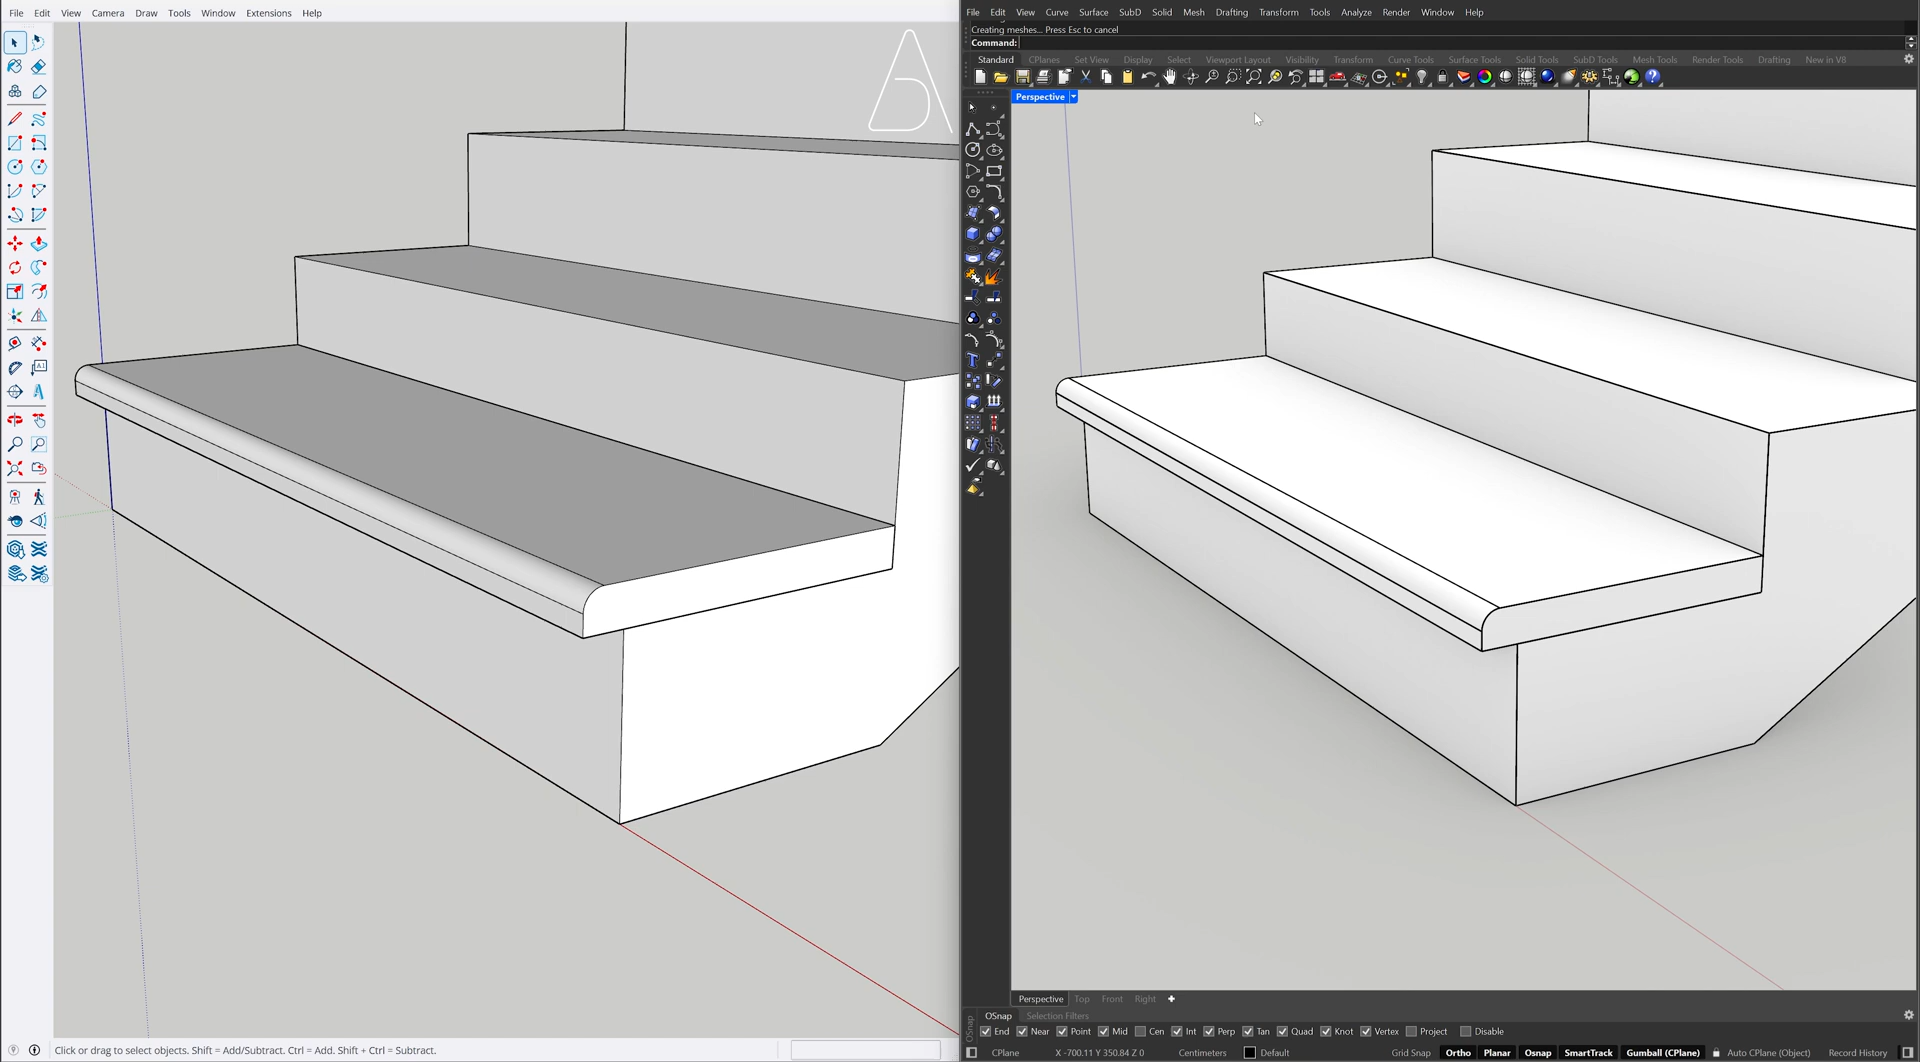 File Edit View Camera Draw Tools Window Extensions Help
Click or drag to select objects. Shift = Add/Subtract. Ctrl = Add. Shift + Ctrl = Subtract.
File Edit View Curve Surface SubD Solid Mesh Drafting Transform Tools Analyze Render Window Help
Creating meshes... Press Esc to cancel
Command:
Standard CPlanes Set View Display Select Viewport Layout Visibility Transform Curve Tools Surface Tools Solid Tools SubD Tools Mesh Tools Render Tools Drafting New in V8
Perspective
Perspective Top Front Right
OSnap Selection Filters
OSnap
End Near Point Mid Cen Int Perp Tan Quad Knot Vertex Project Disable
CPlane X -700.11 Y 350.84 Z 0 Centimeters Default Grid Snap Ortho Planar Osnap SmartTrack Gumball (CPlane) Auto CPlane (Object) Record History